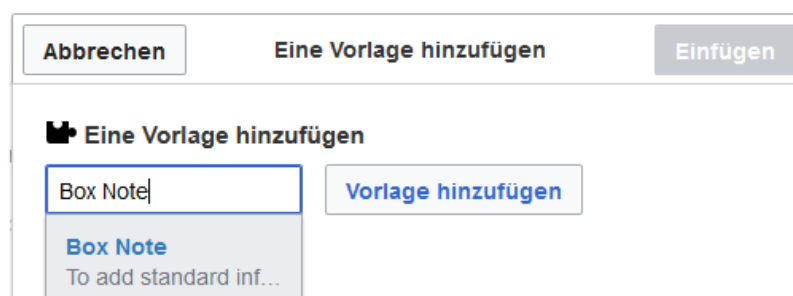 Abbrechen Eine Vorlage hinzufügen Einfügen
Eine Vorlage hinzufügen
Box Note Vorlage hinzufügen
Box Note
To add standard inf...